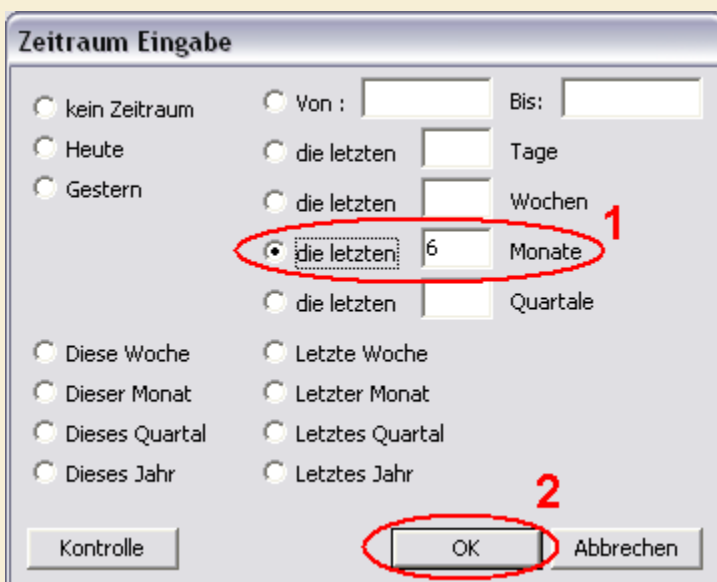 Zeitraum Eingabe
kein Zeitraum
Von : Bis:
Heute
die letzten Tage
Gestern
die letzten Wochen
1
die letzten 6 Monate
die letzten Quartale
Diese Woche Letzte Woche
Dieser Monat Letzter Monat
Dieses Quartal Letztes Quartal
Dieses Jahr Letztes Jahr
2
Kontrolle OK Abbrechen